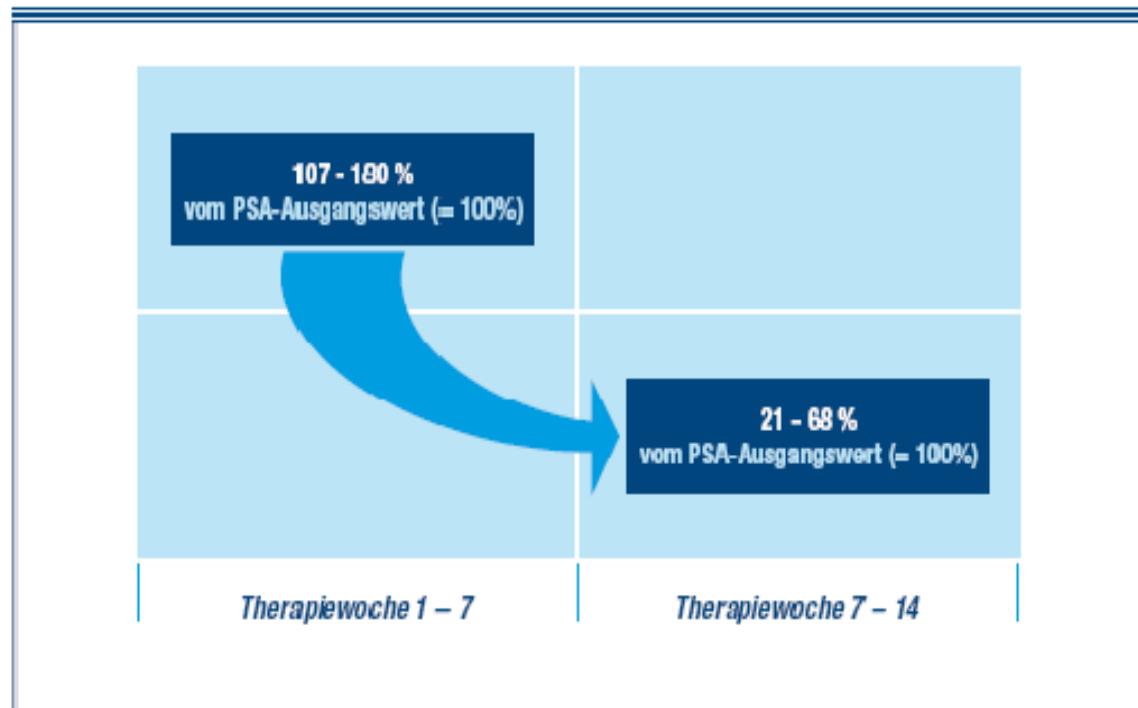 107 - 180 %
vom PSA-Ausgangswert (= 100%)
21 – 68 %
vom PSA-Ausgangswert (= 100%)
Therapiewoche 1 – 7
Therapiewoche 7 – 14